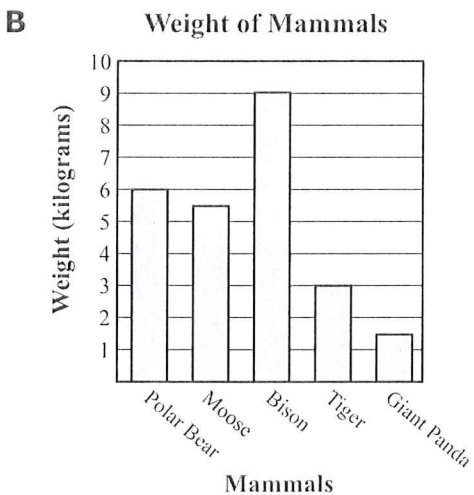 B
Weight of Mammals
Weight (kilograms)
10
9
8
7
6
5
4
3
2
1
Polar Bear
Moose
Bison
Tiger
Giant Panda
Mammals